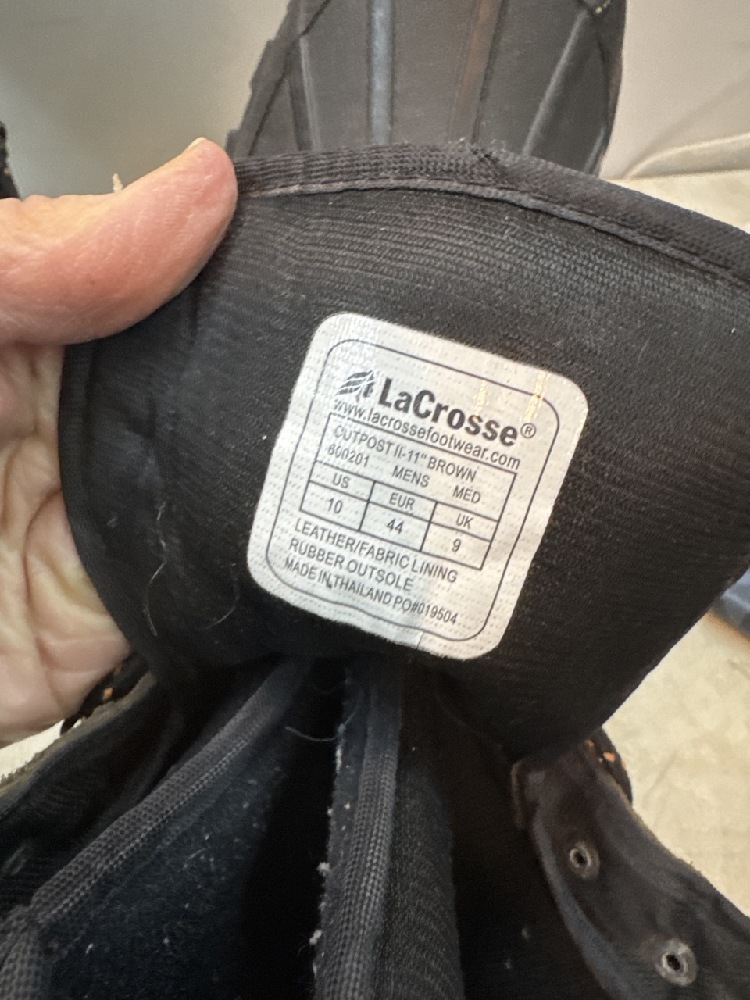 LaCrosse®
www.lacrossefootwear.com
OUTPOST II-11" BROWN
600201 MENS MED
US EUR UK
10 44 9
LEATHER/FABRIC LINING
RUBBER OUTSOLE
MADE IN THAILAND PO#019504